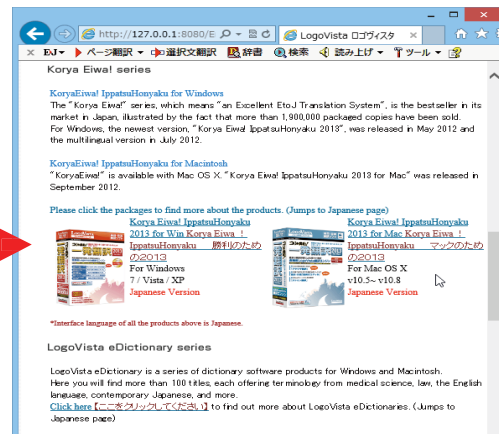 http://127.0.0.1:8080/E
LogoVista ロゴヴィスタ
EJ ページ翻訳 選択文翻訳 辞書 検索 読み上げ ツール
Korya Eiwa! series
KoryaEiwa! IppatsuHonyaku for Windows
The "Korya Eiwa!" series, which means "an Excellent EtoJ Translation System", is the bestseller in its
market in Japan, illustrated by the fact that more than 1,900,000 packaged copies have been sold.
For Windows, the newest version, "Korya Eiwa! IppatsuHonyaku 2013", was released in May 2012 and
the multilingual version in July 2012.
KoryaEiwa! IppatsuHonyaku for Macintosh
"KoryaEiwa!" is available with Mac OS X. "Korya Eiwa! IppatsuHonyaku 2013 for Mac" was released in
September 2012.
Please click the packages to find more about the products. (Jumps to Japanese page)
Korya Eiwa! IppatsuHonyaku
2013 for Win Korya Eiwa !
IppatsuHonyaku 勝利のため
の2013
For Windows
7 / Vista / XP
Japanese Version
Korya Eiwa! IppatsuHonyaku
2013 for Mac Korya Eiwa !
IppatsuHonyaku マックのため
の2013
For Mac OS X
v10.5~ v10.8
Japanese Version
*Interface language of all the products above is Japanese.
LogoVista eDictionary series
LogoVista eDictionary is a series of dictionary software products for Windows and Macintosh.
Here you will find more than 100 titles, each offering terminology from medical science, law, the English
language, contemporary Japanese, and more.
Click here【ここをクリックしてください】 to find out more about LogoVista eDictionaries. (Jumps to
Japanese page)